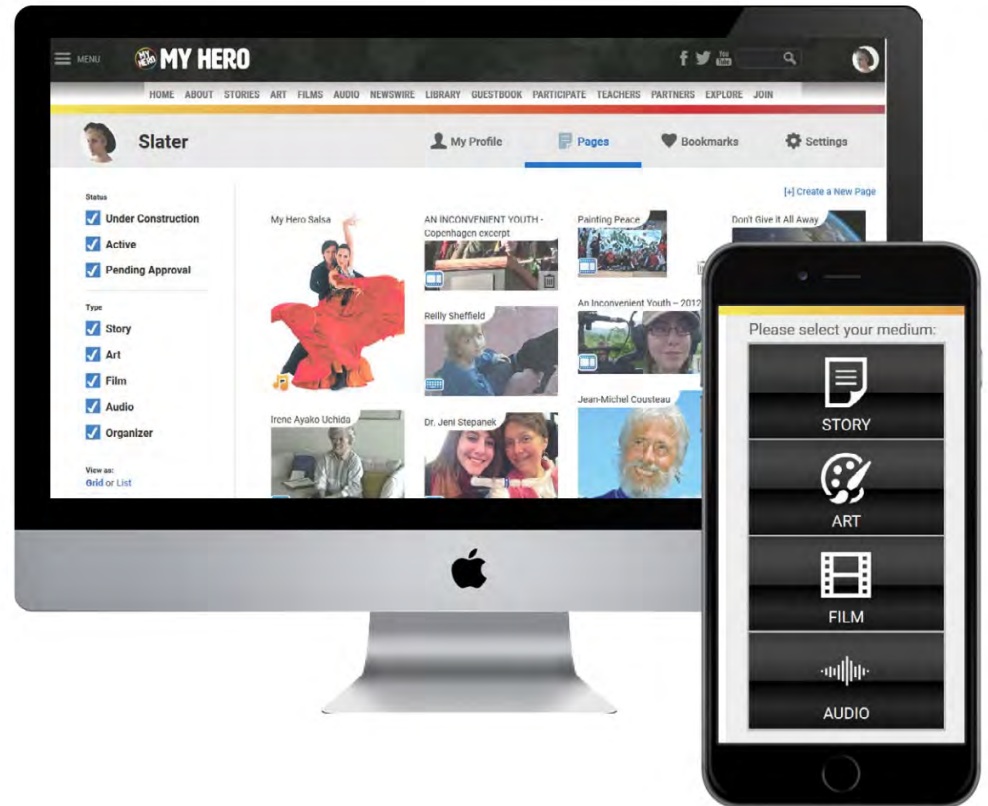 MENU
MY HERO
MY HERO
f
You Tube
HOME ABOUT STORIES ART FILMS AUDIO NEWSWIRE LIBRARY GUESTBOOK PARTICIPATE TEACHERS PARTNERS EXPLORE JOIN
Slater
My Profile
Pages
Bookmarks
Settings
[+] Create a New Page
Status
Under Construction
Active
Pending Approval
Type
Story
Art
Film
Audio
Organizer
View as:
Grid or List
My Hero Salsa
AN INCONVENIENT YOUTH -
Copenhagen excerpt
Painting Peace
Don't Give it All Away
Reilly Sheffield
An Inconvenient Youth – 2012
Irene Ayako Uchida
Dr. Jeni Stepanek
Jean-Michel Cousteau
Please select your medium:
STORY
ART
FILM
AUDIO